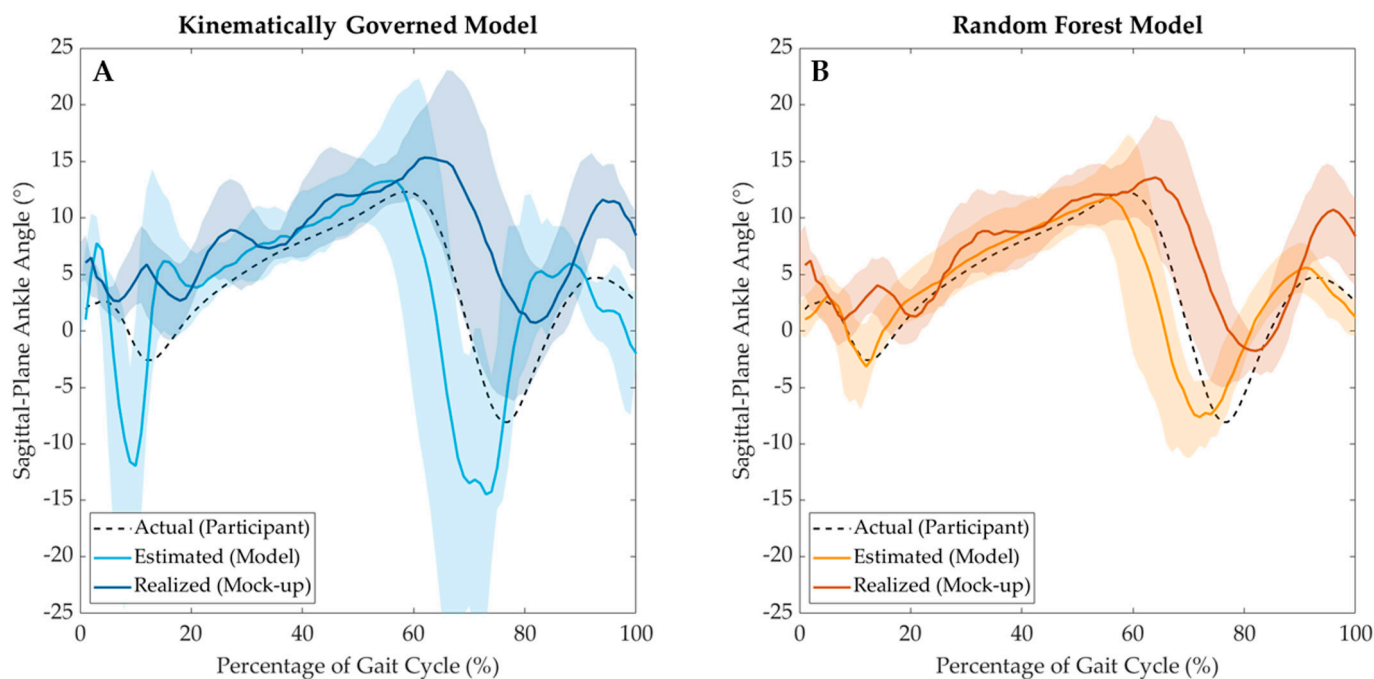 Kinematically Governed Model
A
25
20
15
10
5
0
-5
-10
-15
-20
-25
Sagittal-Plane Ankle Angle (°)
Actual (Participant)
Estimated (Model)
Realized (Mock-up)
0 20 40 60 80 100
Percentage of Gait Cycle (%)
Random Forest Model
B
25
20
15
10
5
0
-5
-10
-15
-20
-25
Sagittal-Plane Ankle Angle (°)
Actual (Participant)
Estimated (Model)
Realized (Mock-up)
0 20 40 60 80 100
Percentage of Gait Cycle (%)